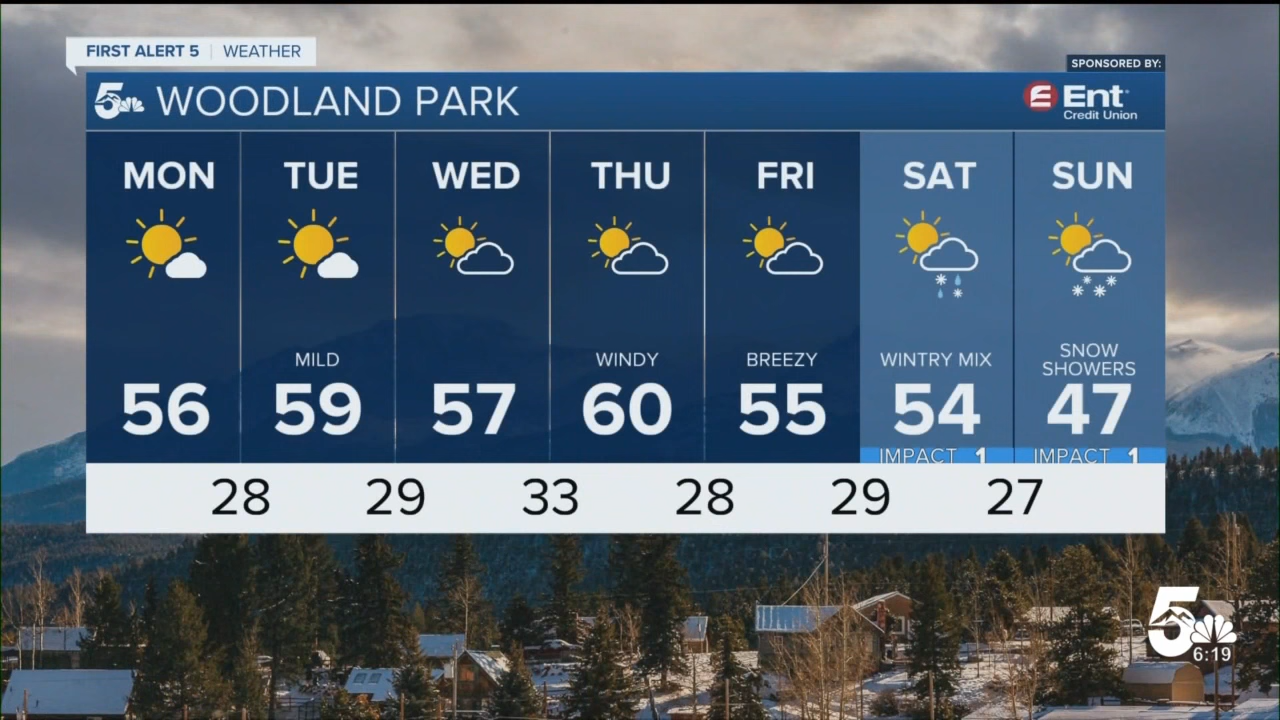 FIRST ALERT 5 | WEATHER
SPONSORED BY:
5 WOODLAND PARK
Ent
Credit Union
MON TUE WED THU FRI SAT SUN
MILD WINDY BREEZY WINTRY MIX SNOW SHOWERS
56 59 57 60 55 54 47
IMPACT 1 IMPACT 1
28 29 33 28 29 27
5
6:19